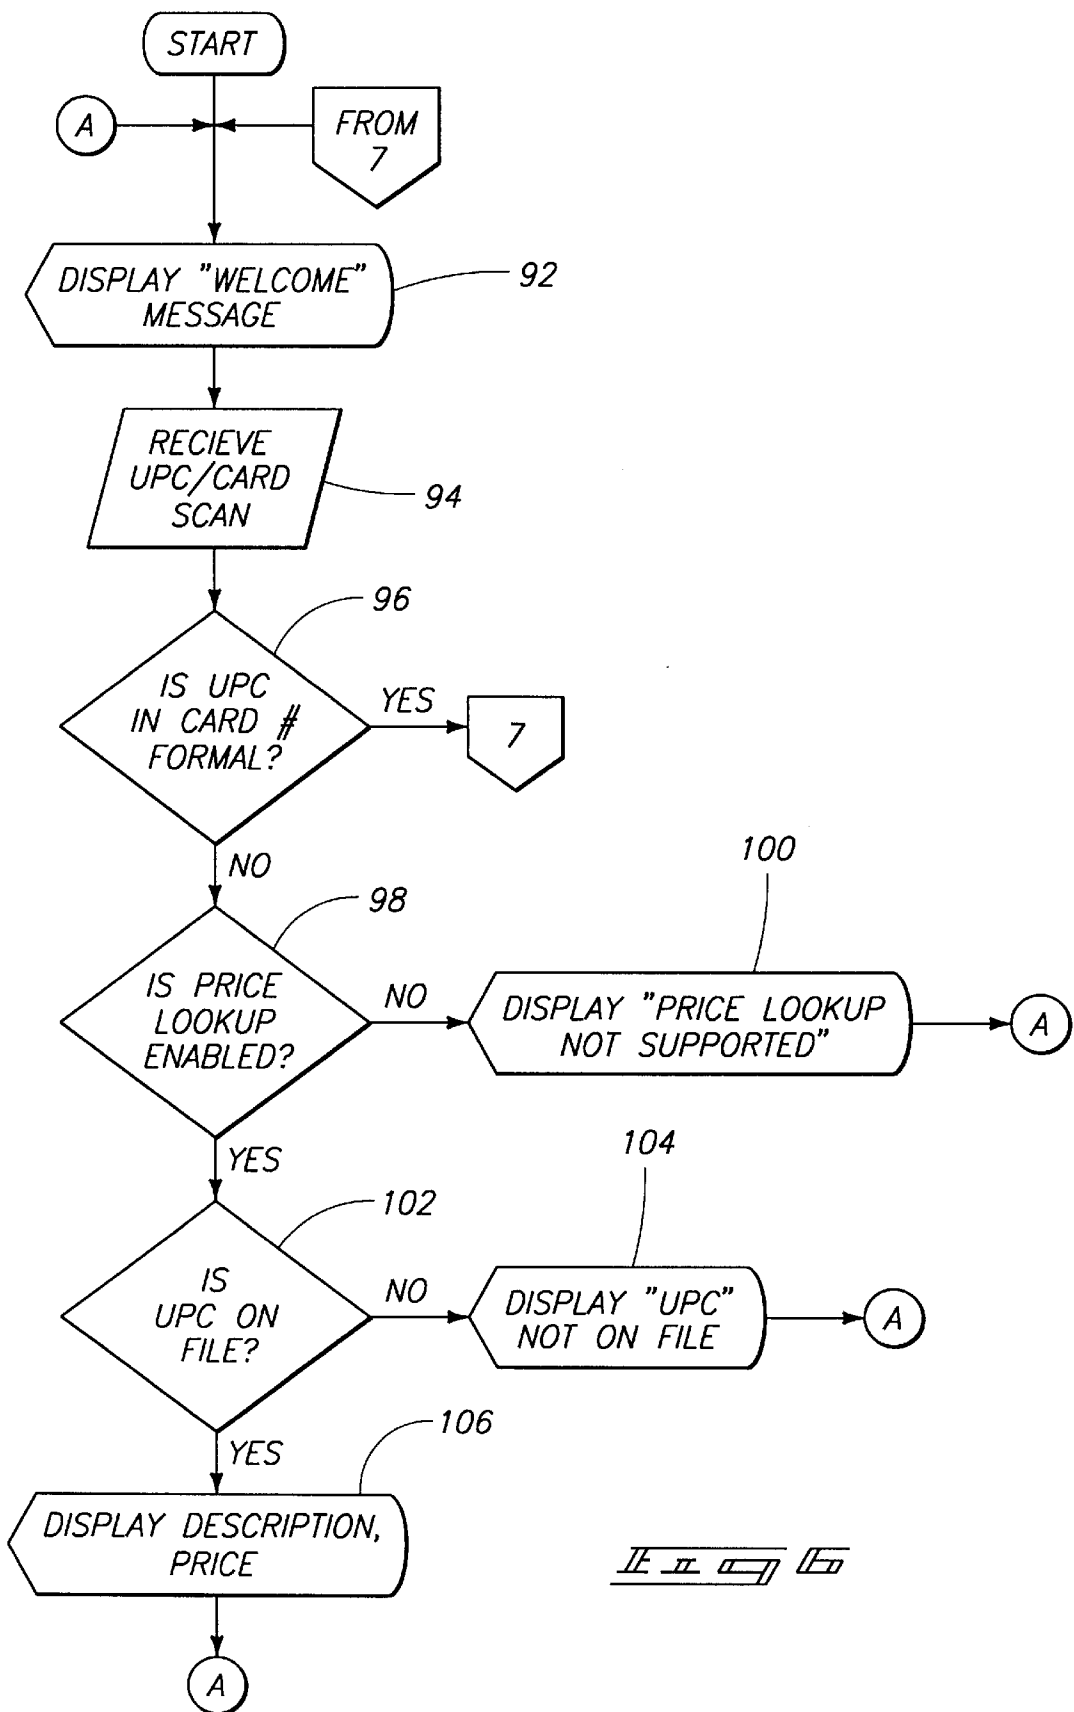 START
A
FROM
7
DISPLAY "WELCOME"
MESSAGE
92
RECIEVE
UPC/CARD
SCAN
94
96
IS UPC
IN CARD #
FORMAL?
YES
7
NO
98
100
IS PRICE
LOOKUP
ENABLED?
NO
DISPLAY "PRICE LOOKUP
NOT SUPPORTED"
A
YES
102
104
IS
UPC ON
FILE?
NO
DISPLAY "UPC"
NOT ON FILE
A
YES
106
DISPLAY DESCRIPTION,
PRICE
A
Fig 6